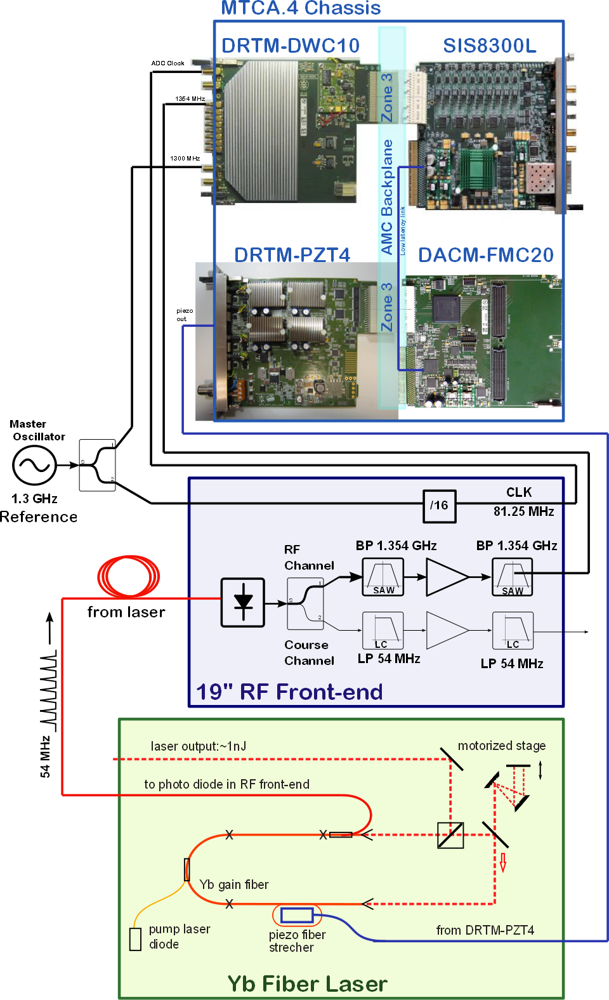 MTCA.4 Chassis
DRTM-DWC10
SIS8300L
ADC Clock
1354 MHz
1300 MHz
Zone 3
AMC Backplane
Low latency link
DRTM-PZT4
DACM-FMC20
Zone 3
piezo
out
Master
Oscillator
1.3 GHz
Reference
S
1
2
/16
CLK
81.25 MHz
RF
Channel
BP 1.354 GHz
BP 1.354 GHz
S
1
2
SAW
SAW
from laser
Course
Channel
LC
LC
LP 54 MHz
LP 54 MHz
19" RF Front-end
54 MHz
laser output:~1nJ
motorized stage
to photo diode in RF front-end
X
X
Yb gain fiber
X
pump laser
diode
piezo fiber
strecher
from DRTM-PZT4
Yb Fiber Laser